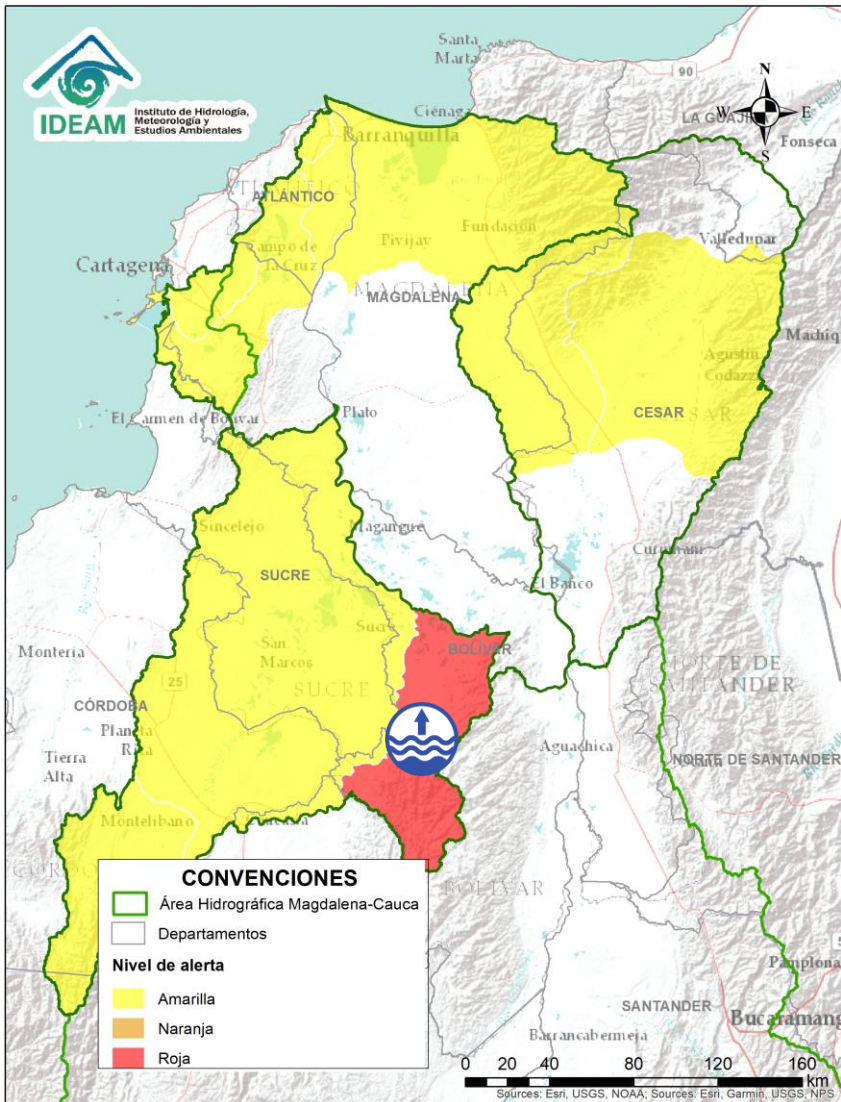 IDEAM
Instituto de Hidrología,
Meteorología y
Estudios Ambientales
Santa
Marta
90
N
W
E
S
Ciénaga
LA GUAJIR
Fonseca
Barranquilla
ATLÁNTICO
Valledupar
Cartagena
Campo de
la Cruz
Pivijay
Fundación
MAGDALENA
MAGDALENA
Agustín
Codazzi
El Carmen de Bolívar
Plato
CESAR
Sincelejo
Magangué
Curumaní
SUCRE
El Banco
Sucre
Montería
San
Marcos
BOLÍVAR
NORTE DE
SANTANDER
25
SUCRE
CÓRDOBA
Planeta
Rica
Tierra
Alta
Aguachica
NORTE DE SANTANDER
Montelíbano
BOLÍVAR
CONVENCIONES
Área Hidrográfica Magdalena-Cauca
Departamentos
Nivel de alerta
Amarilla
Naranja
Roja
Pamplona
SANTANDER
Bucaramang
Barrancabermeja
0 20 40 80 120 160
km
Sources: Esri, USGS, NOAA; Sources: Esri, Garmin, USGS, NPS